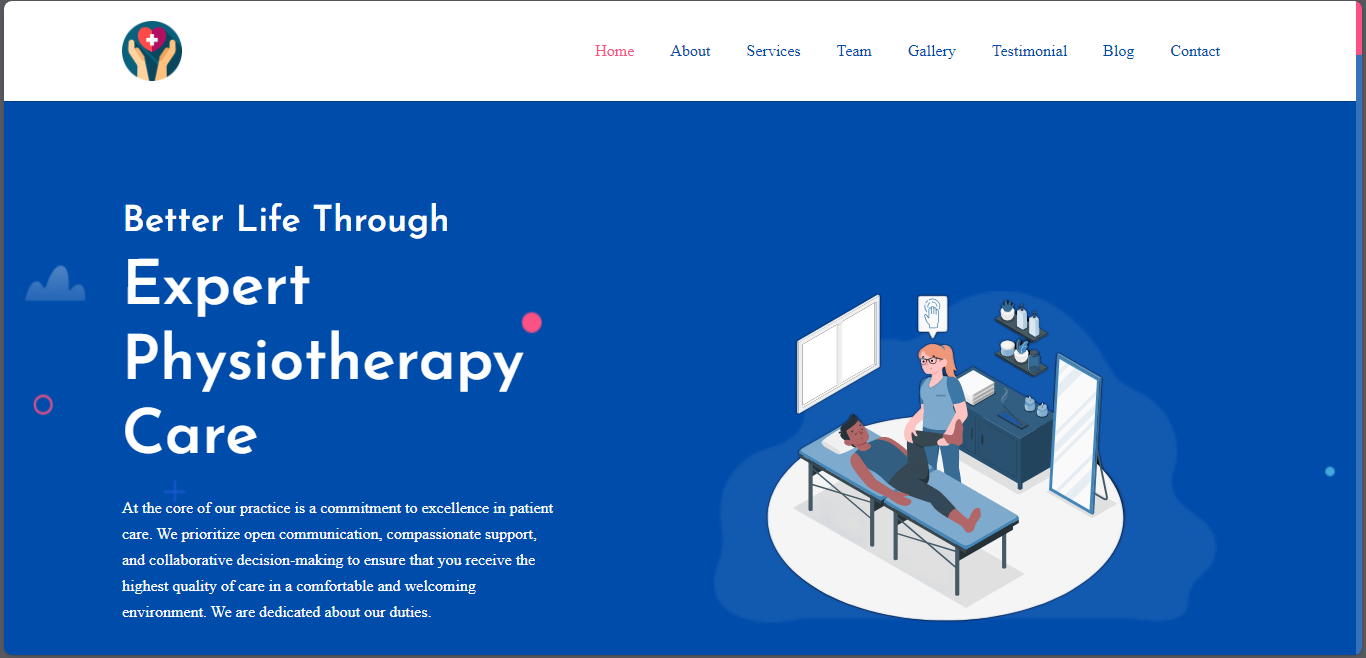 Home About Services Team Gallery Testimonial Blog Contact
Better Life Through
Expert
Physiotherapy
Care
At the core of our practice is a commitment to excellence in patient
care. We prioritize open communication, compassionate support,
and collaborative decision-making to ensure that you receive the
highest quality of care in a comfortable and welcoming
environment. We are dedicated about our duties.